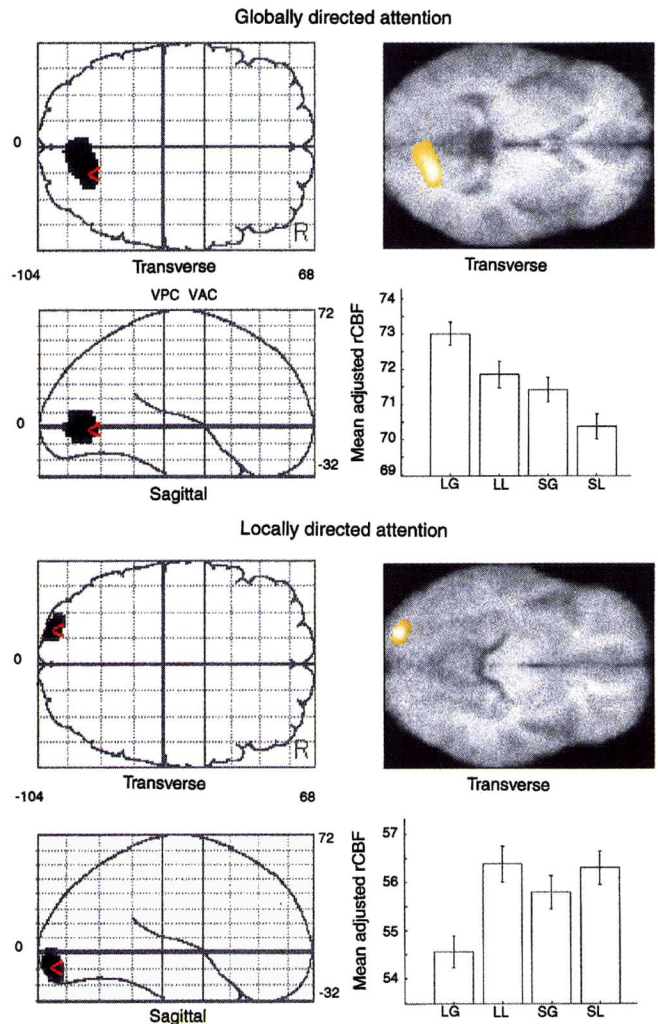 Globally directed attention
0
R
-104 Transverse 68
Transverse
VPC VAC
72
0
-32
Sagittal
Mean adjusted rCBF
74
73
72
71
70
69
LG LL SG SL
Locally directed attention
0
R
-104 Transverse 68
Transverse
72
0
-32
Sagittal
Mean adjusted rCBF
57
56
55
54
LG LL SG SL